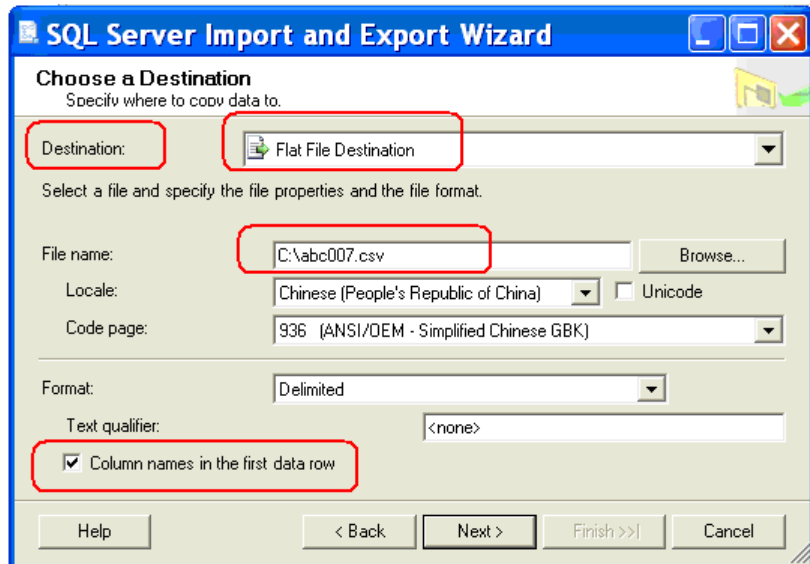 SQL Server Import and Export Wizard
Choose a Destination
Specify where to copy data to.
Destination: Flat File Destination
Select a file and specify the file properties and the file format.
File name: C:\abc007.csv Browse...
Locale: Chinese (People's Republic of China) Unicode
Code page: 936 (ANSI/OEM - Simplified Chinese GBK)
Format: Delimited
Text qualifier: <none>
Column names in the first data row
Help < Back Next > Finish >>| Cancel